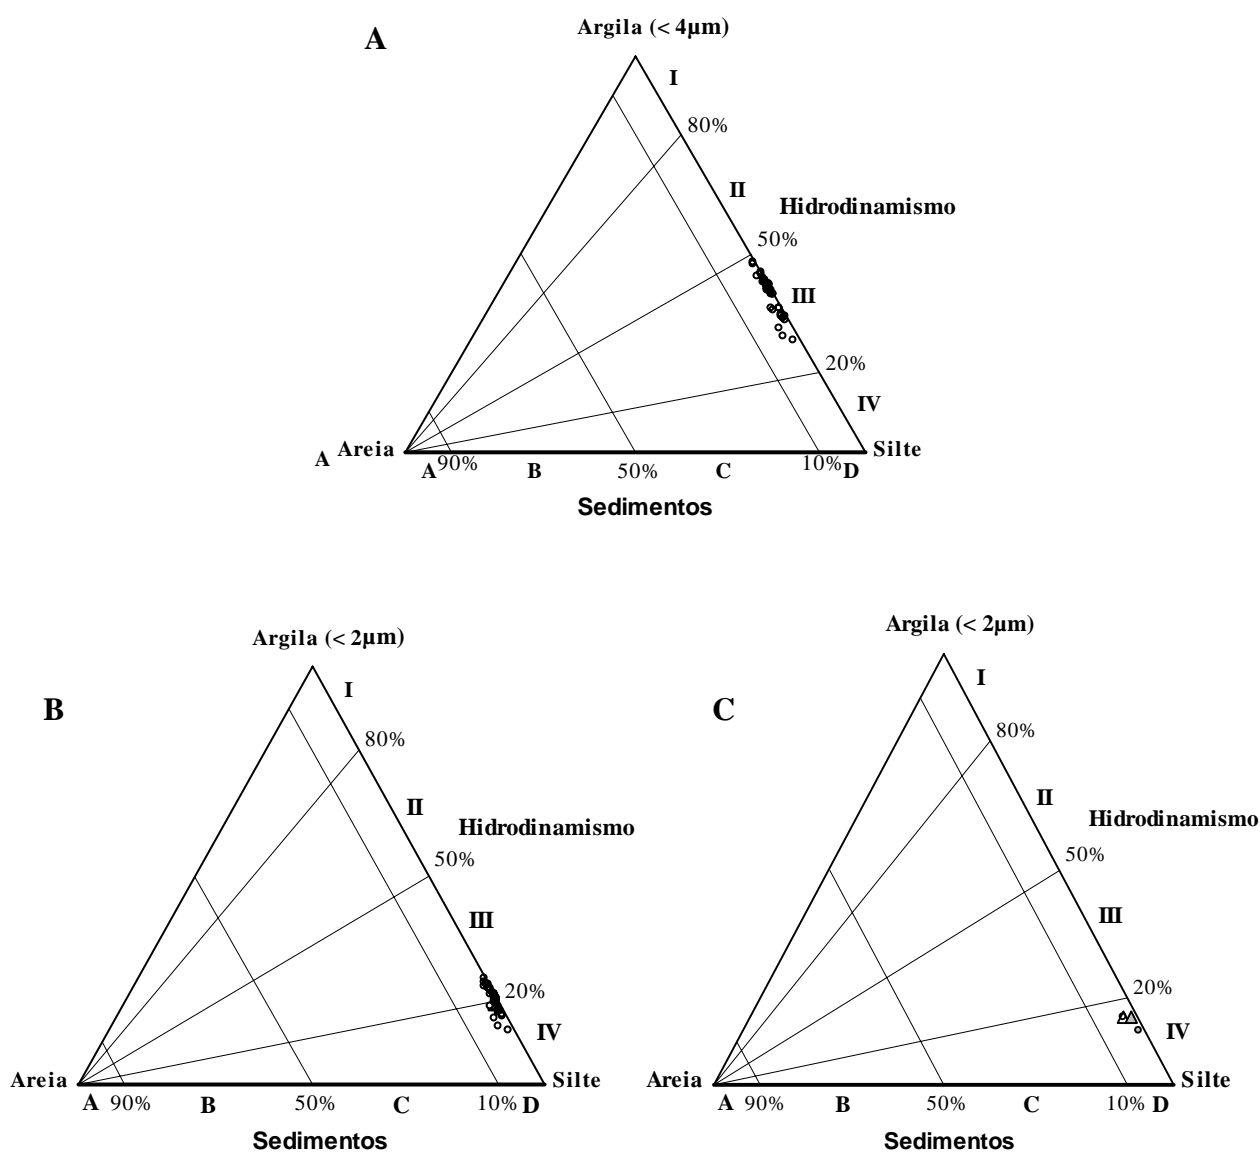 A
Argila (< 4µm)
I
80%
II
Hidrodinamismo
50%
III
20%
IV
A Areia Silte
A 90% B 50% C 10% D
Sedimentos
B
Argila (< 2µm)
I
80%
II
Hidrodinamismo
50%
III
20%
IV
Areia Silte
A 90% B 50% C 10% D
Sedimentos
C
Argila (< 2µm)
I
80%
II
Hidrodinamismo
50%
III
20%
IV
Areia Silte
A 90% B 50% C 10% D
Sedimentos